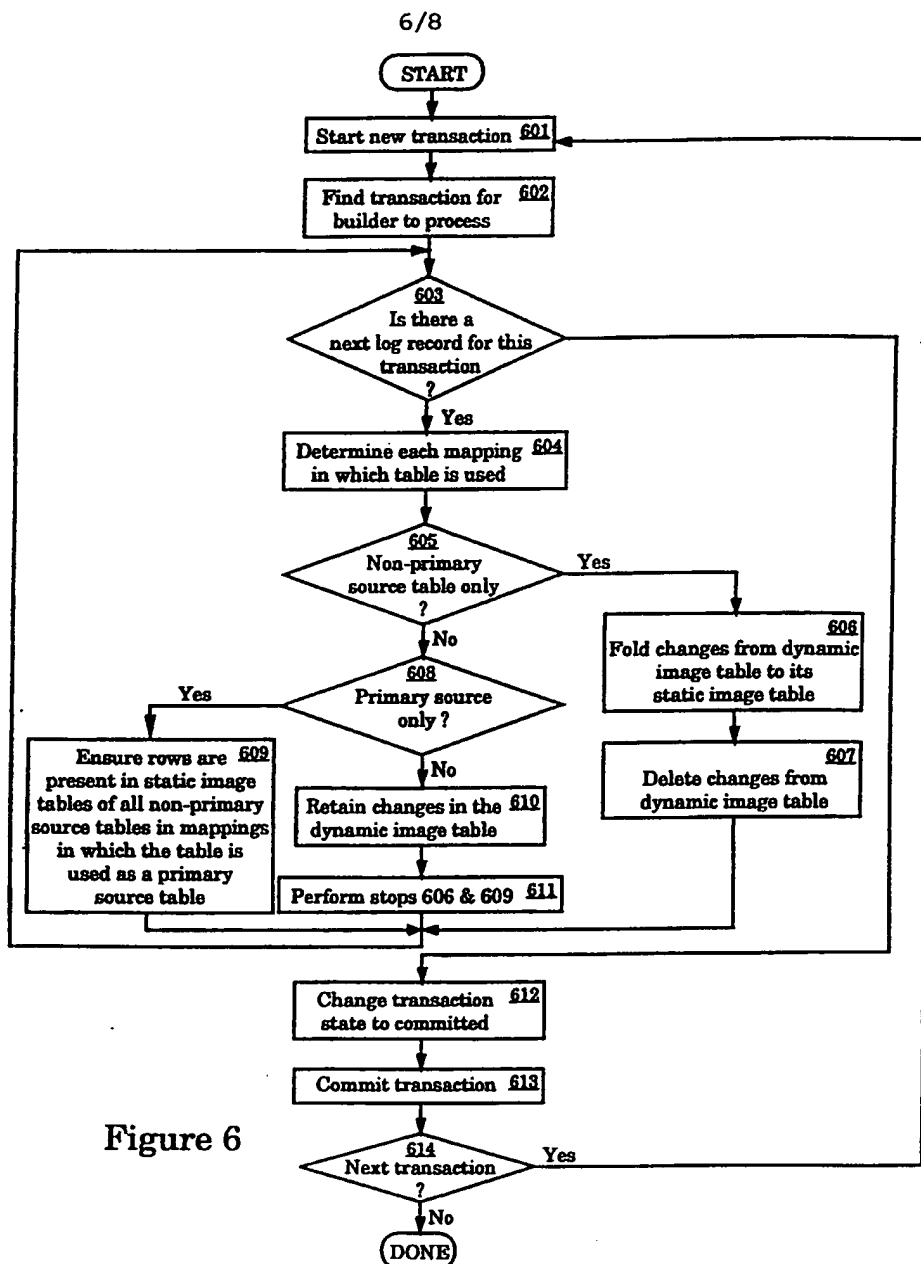 6/8
START
Start new transaction 601
Find transaction for 602
builder to process
603
Is there a
next log record for this
transaction
?
Yes
Determine each mapping 604
in which table is used
605
Non-primary
source table only
?
Yes
No
606
Fold changes from dynamic
image table to its
static image table
608
Primary source
only ?
Yes
No
607
Delete changes from
dynamic image table
Ensure rows are 609
present in static image
tables of all non-primary
source tables in mappings
in which the table is
used as a primary
source table
Retain changes in the 610
dynamic image table
Perform stops 606 & 609 611
Change transaction 612
state to committed
Commit transaction 613
614
Next transaction
?
Yes
No
DONE
Figure 6